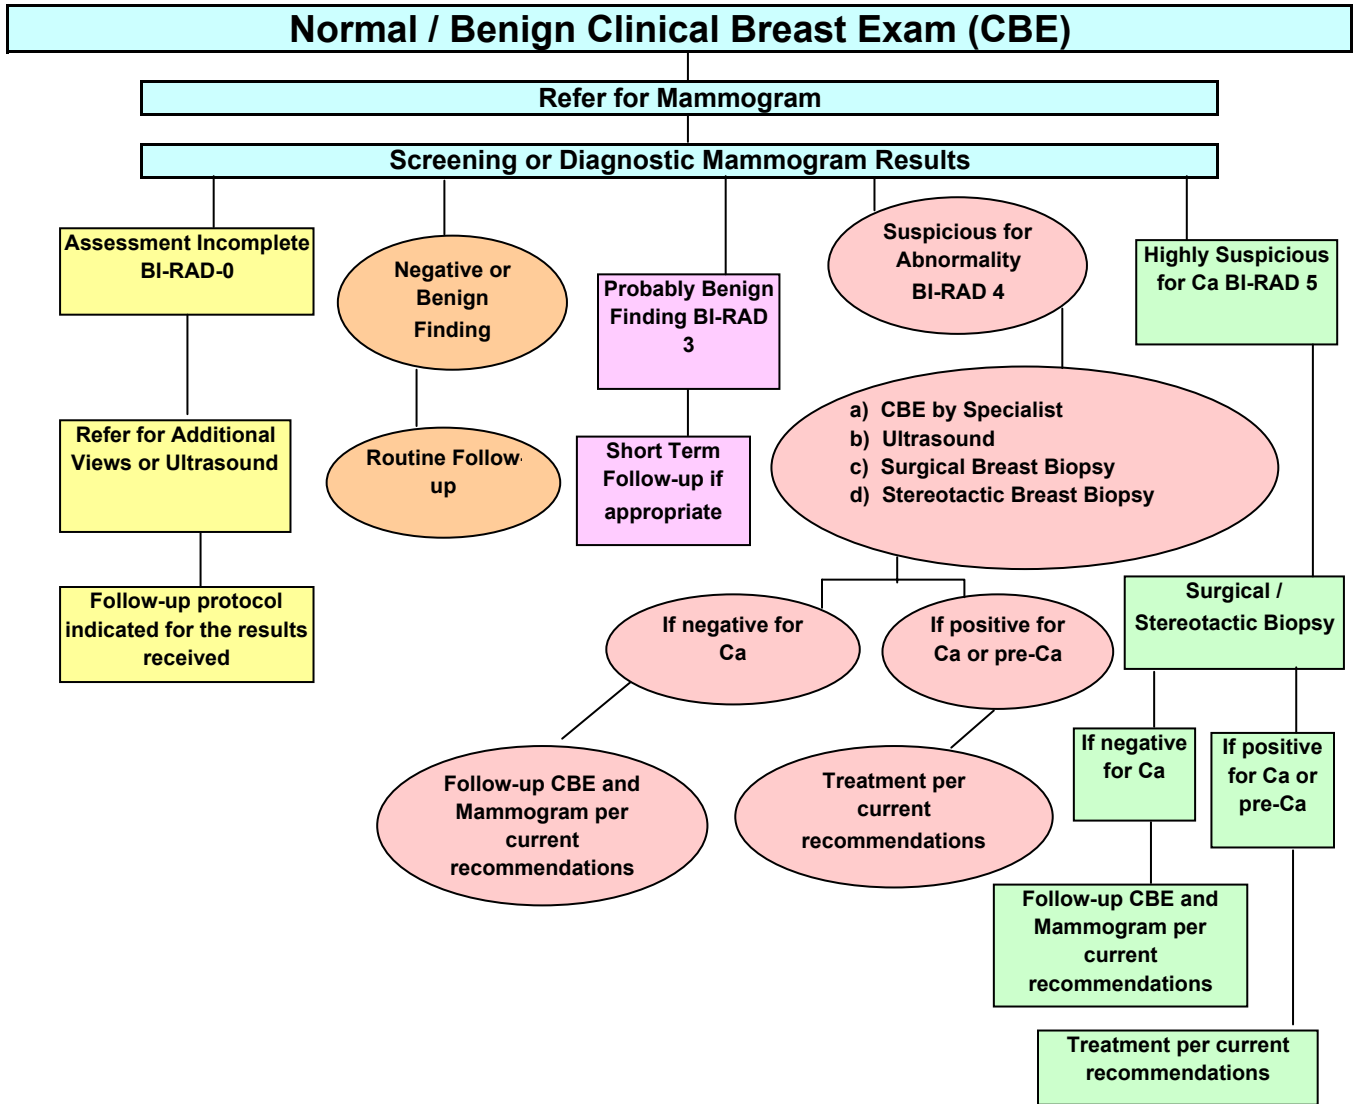 Normal / Benign Clinical Breast Exam (CBE)
Refer for Mammogram
Screening or Diagnostic Mammogram Results
Assessment Incomplete
BI-RAD-0
Refer for Additional
Views or Ultrasound
Follow-up protocol
indicated for the results
received
Negative or
Benign
Finding
Routine Follow-
up
Probably Benign
Finding BI-RAD
3
Short Term
Follow-up if
appropriate
Suspicious for
Abnormality
BI-RAD 4
a) CBE by Specialist
b) Ultrasound
c) Surgical Breast Biopsy
d) Stereotactic Breast Biopsy
If negative for
Ca
Follow-up CBE and
Mammogram per
current
recommendations
If positive for
Ca or pre-Ca
Treatment per
current
recommendations
Highly Suspicious
for Ca BI-RAD 5
Surgical /
Stereotactic Biopsy
If negative
for Ca
Follow-up CBE and
Mammogram per
current
recommendations
If positive
for Ca or
pre-Ca
Treatment per current
recommendations